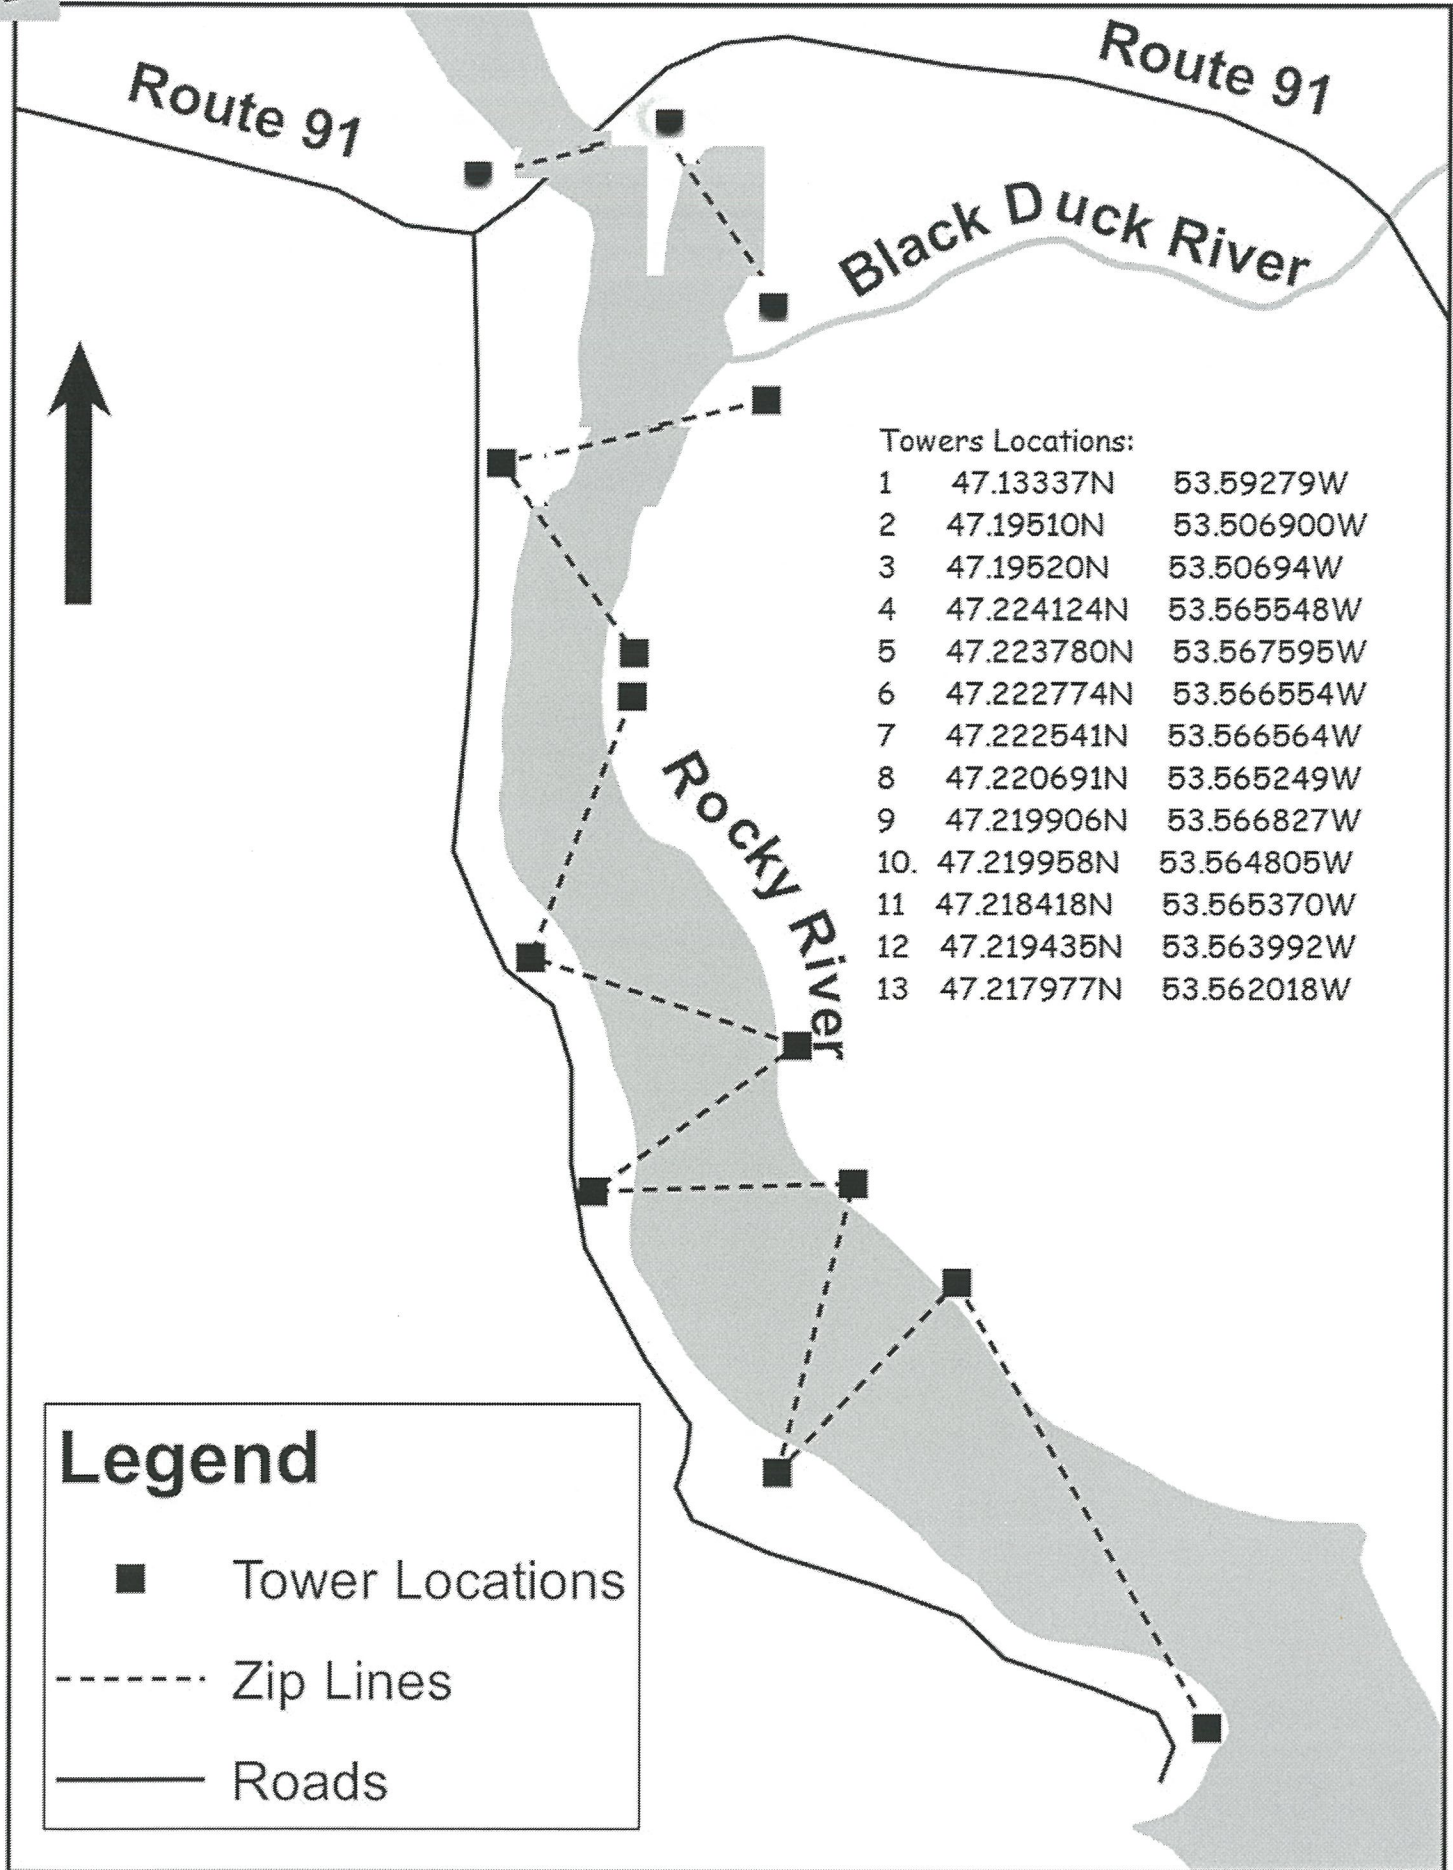 Route 91
Route 91
Black Duck River
Towers Locations:
1 47.13337N 53.59279W
2 47.19510N 53.506900W
3 47.19520N 53.50694W
4 47.224124N 53.565548W
5 47.223780N 53.567595W
6 47.222774N 53.566554W
7 47.222541N 53.566564W
8 47.220691N 53.565249W
9 47.219906N 53.566827W
10. 47.219958N 53.564805W
11 47.218418N 53.565370W
12 47.219435N 53.563992W
13 47.217977N 53.562018W
Rocky River
Legend
Tower Locations
Zip Lines
Roads